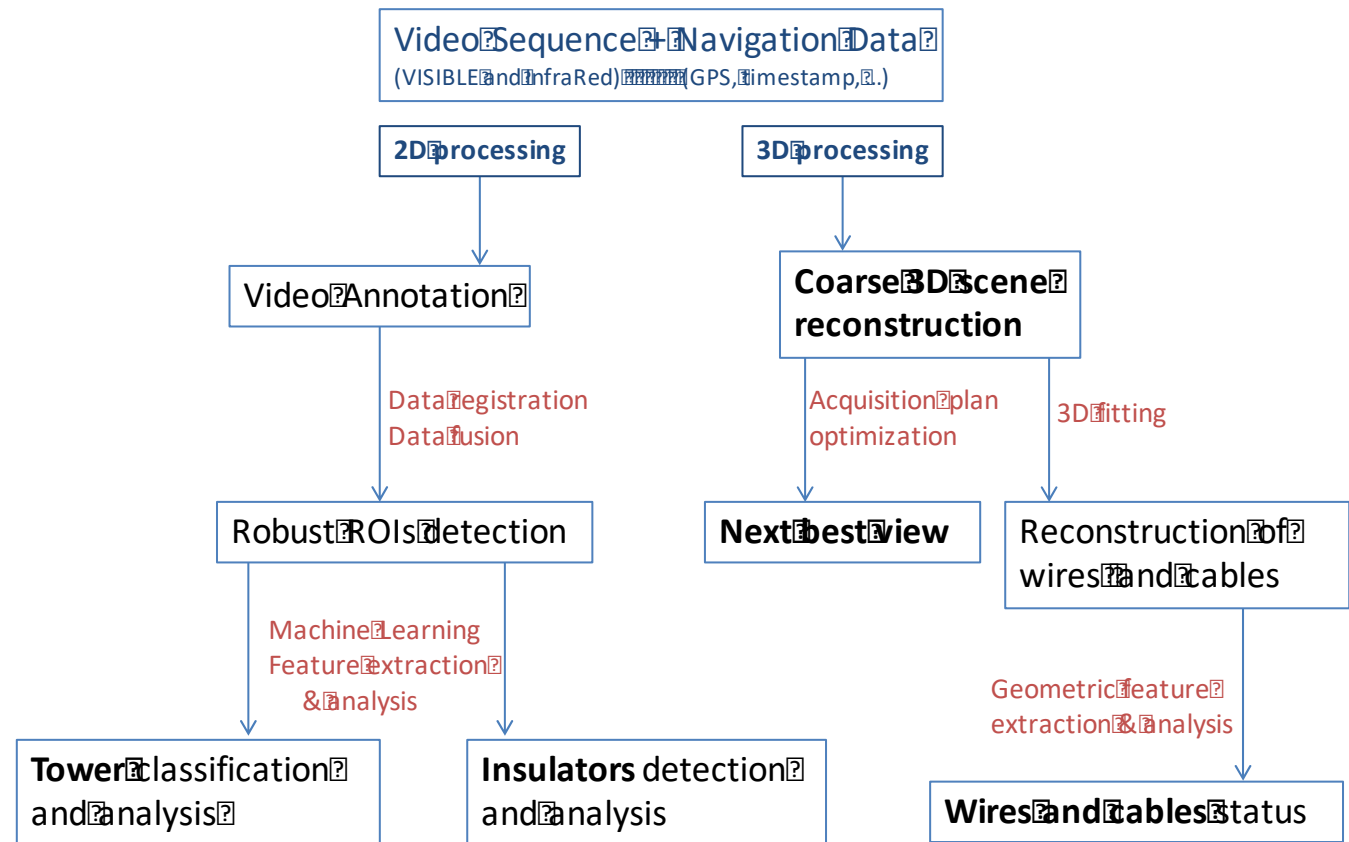 Video Sequence + Navigation Data
(VISIBLE and InfraRed) (GPS, timestamp, ...)
2D processing
3D processing
Video Annotation
Coarse 3D scene
reconstruction
Data registration
Data fusion
Acquisition plan
optimization
3D fitting
Robust ROIs detection
Next best view
Reconstruction of
wires and cables
Machine Learning
Feature extraction
& analysis
Geometric feature
extraction & analysis
Tower classification
and analysis
Insulators detection
and analysis
Wires and cables status